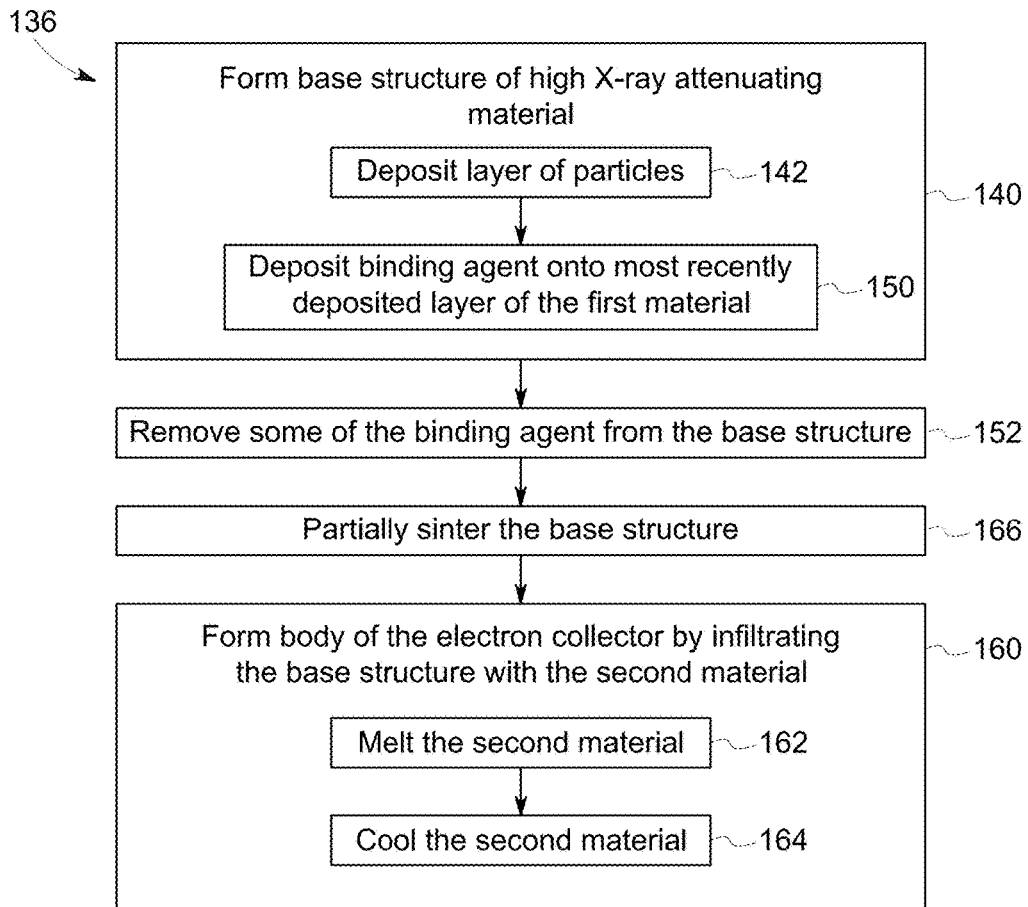 136
Form base structure of high X-ray attenuating
material
Deposit layer of particles
142
140
Deposit binding agent onto most recently
deposited layer of the first material
150
Remove some of the binding agent from the base structure
152
Partially sinter the base structure
166
Form body of the electron collector by infiltrating
the base structure with the second material
160
Melt the second material
162
Cool the second material
164